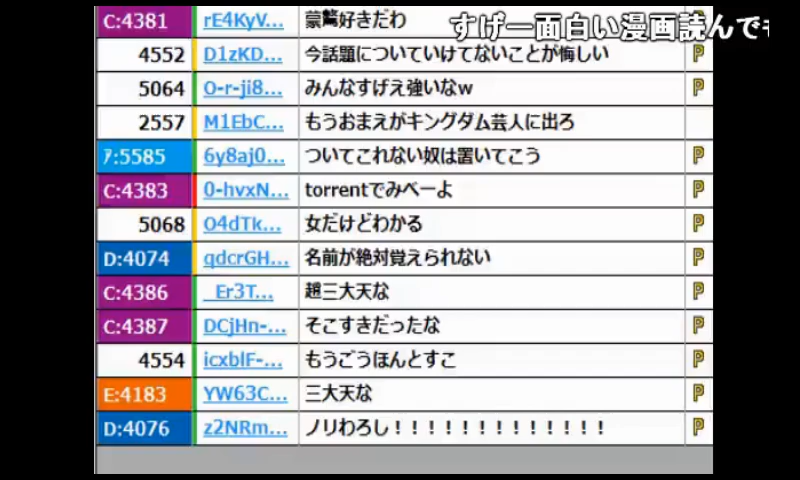 すげー面白い漫画読んでそ
C:4381 rE4KyV... 蒙驁好きだわ
4552 D1zKD... 今話題についていけてないことが悔しい P
5064 O-r-ji8... みんなすげえ強いなw P
2557 M1EbC... もうおまえがキングダム芸人に出ろ
ｱ:5585 6y8aj0... ついてこれない奴は置いてこう P
C:4383 0-hvxN... torrentでみべーよ P
5068 O4dTk... 女だけどわかる P
D:4074 qdcrGH... 名前が絶対覚えられない P
C:4386 _Er3T... 趙三大天な P
C:4387 DCjHn-... そこすきだったな P
4554 icxblF-... もうごうほんとすこ P
E:4183 YW63C... 三大天な P
D:4076 z2NRm... ノリわろし！！！！！！！！！！！！！ P